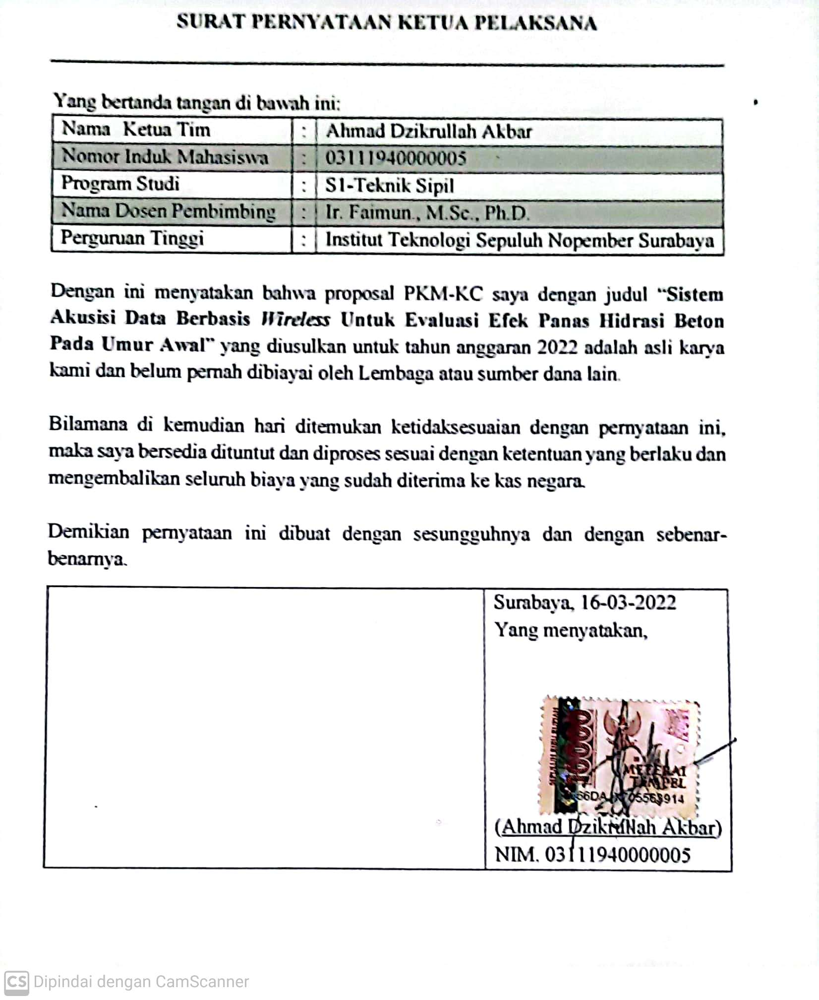 SURAT PERNYATAAN KETUA PELAKSANA
Yang bertanda tangan di bawah ini:
Nama Ketua Tim : Ahmad Dzikrullah Akbar
Nomor Induk Mahasiswa : 03111940000005
Program Studi : S1-Teknik Sipil
Nama Dosen Pembimbing : Ir. Faimun., M.Sc., Ph.D.
Perguruan Tinggi : Institut Teknologi Sepuluh Nopember Surabaya
Dengan ini menyatakan bahwa proposal PKM-KC saya dengan judul “Sistem
Akusisi Data Berbasis Wireless Untuk Evaluasi Efek Panas Hidrasi Beton
Pada Umur Awal” yang diusulkan untuk tahun anggaran 2022 adalah asli karya
kami dan belum pernah dibiayai oleh Lembaga atau sumber dana lain.
Bilamana di kemudian hari ditemukan ketidaksesuaian dengan pernyataan ini,
maka saya bersedia dituntut dan diproses sesuai dengan ketentuan yang berlaku dan
mengembalikan seluruh biaya yang sudah diterima ke kas negara.
Demikian pernyataan ini dibuat dengan sesungguhnya dan dengan sebenar-
benarnya.
Surabaya, 16-03-2022
Yang menyatakan,
SEPULUH RIBU RUPIAH
10000
METERAI
TEMPEL
(Ahmad Dzikrullah Akbar)
NIM. 03111940000005
CS Dipindai dengan CamScanner